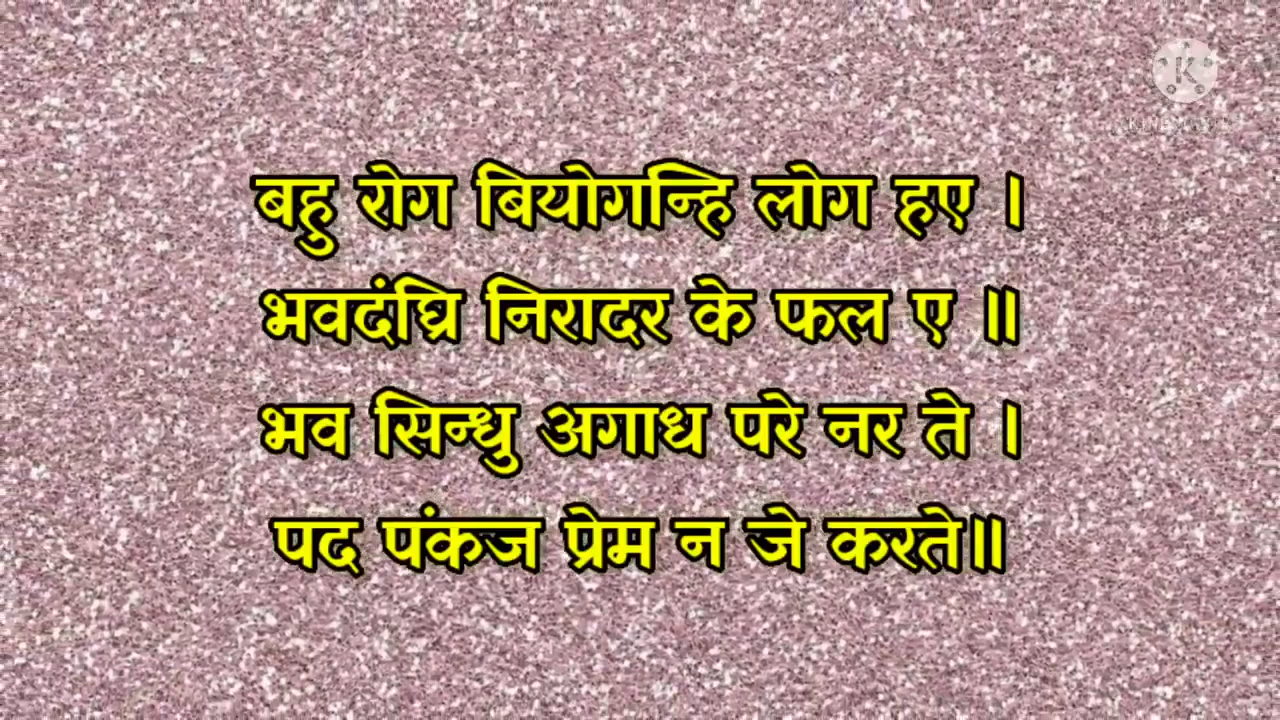 बहु रोग बियोगन्हि लोग हए ।
भवदंघ्रि निरादर के फल ए ॥
भव सिन्धु अगाध परे नर ते ।
पद पंकज प्रेम न जे करते॥